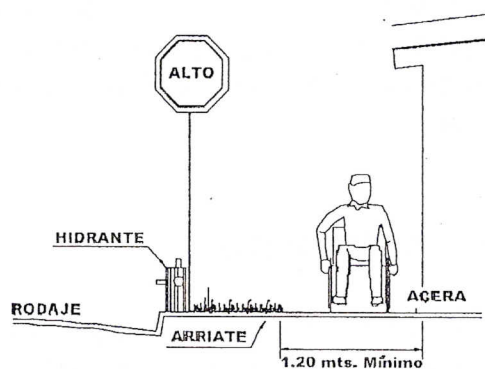 ALTO
HIDRANTE
RODAJE
ACERA
ARRIATE
1.20 mts. Mínimo